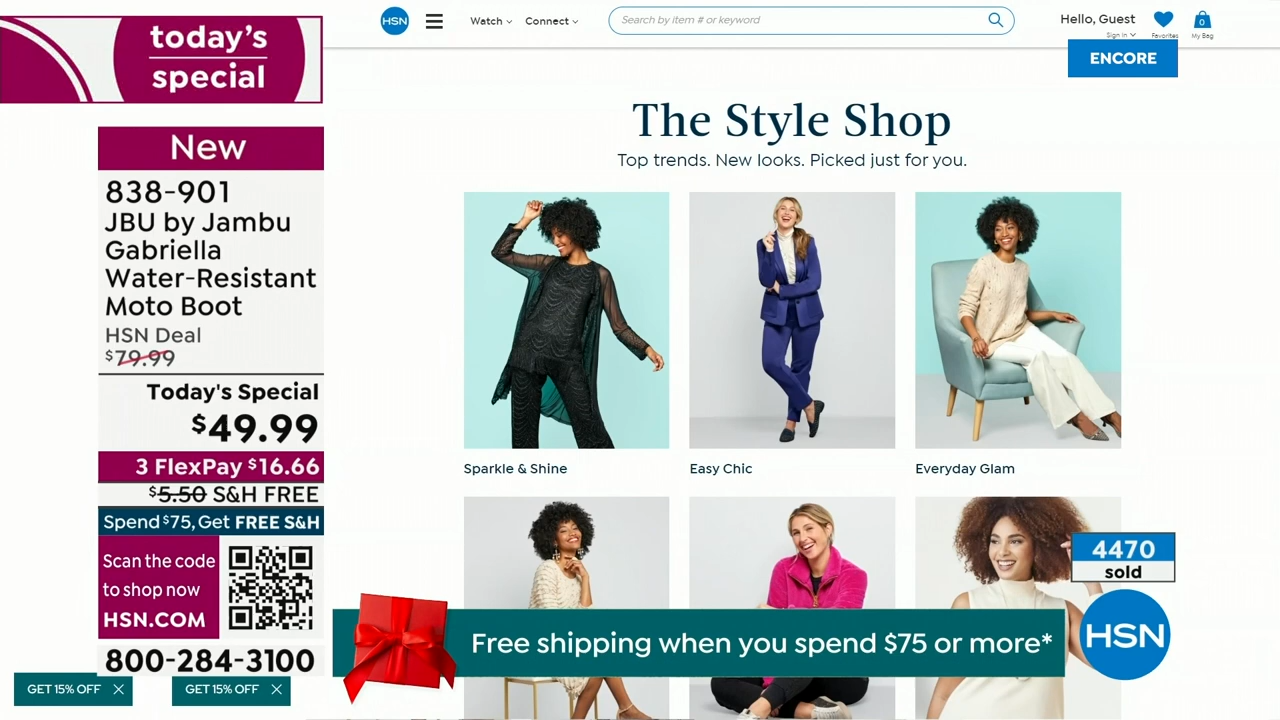 today's
special
New
838-901
JBU by Jambu
Gabriella
Water-Resistant
Moto Boot
HSN Deal
$79.99
Today's Special
$49.99
3 FlexPay $16.66
$5.50 S&H FREE
Spend $75, Get FREE S&H
Scan the code
to shop now
HSN.COM
800-284-3100
GET 15% OFF
GET 15% OFF
HSN
Watch
Connect
Search by item # or keyword
Hello, Guest
Sign In
Favorites
0
My Bag
ENCORE
The Style Shop
Top trends. New looks. Picked just for you.
Sparkle & Shine
Easy Chic
Everyday Glam
4470
sold
Free shipping when you spend $75 or more*
HSN